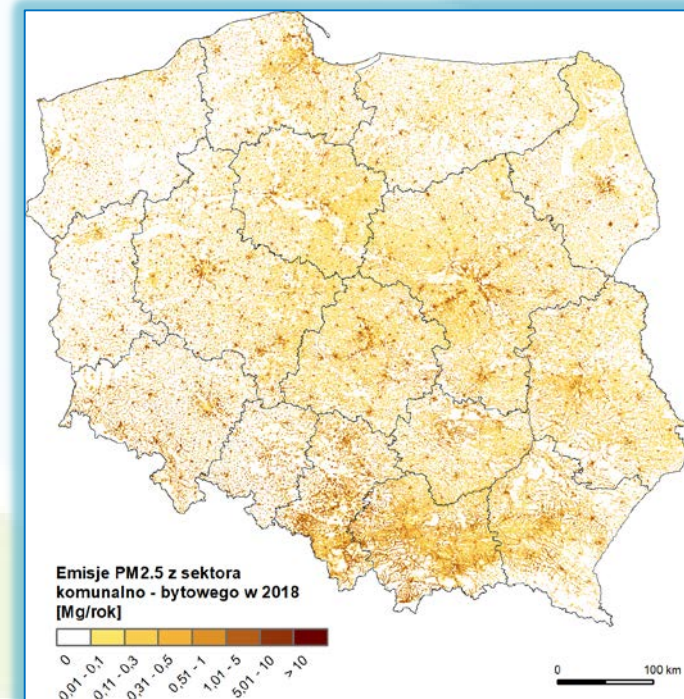 Emisje PM2.5 z sektora
komunalno - bytowego w 2018
[Mg/rok]
0
0,01 - 0,1
0,11 - 0,3
0,31 - 0,5
0,51 - 1
1,01 - 5
5,01 - 10
> 10
0 100 km